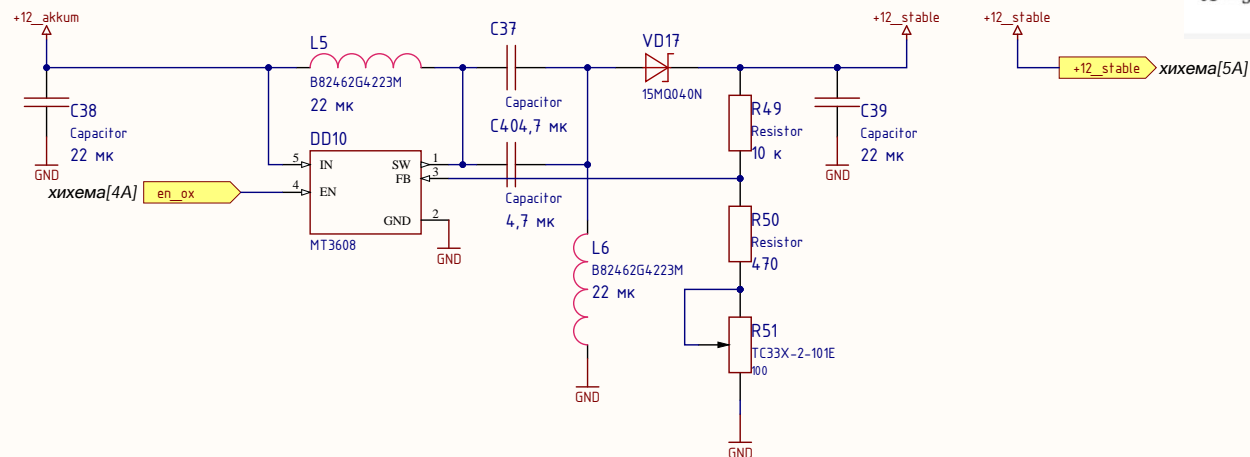 +12_akkum
+12_stable
+12_stable
C37
L5
B82462G4223M
22 мк
VD17
15MQ040N
+12_stable
хихема[5A]
Capacitor
C404,7 мк
C38
Capacitor
22 мк
GND
R49
Resistor
10 к
C39
Capacitor
22 мк
GND
DD10
5
IN
SW
1
FB
3
4
EN
GND
2
MT3608
хихема[4A]
en_ox
GND
Capacitor
4,7 мк
L6
B82462G4223M
22 мк
GND
R50
Resistor
470
R51
TC33X-2-101E
100
GND